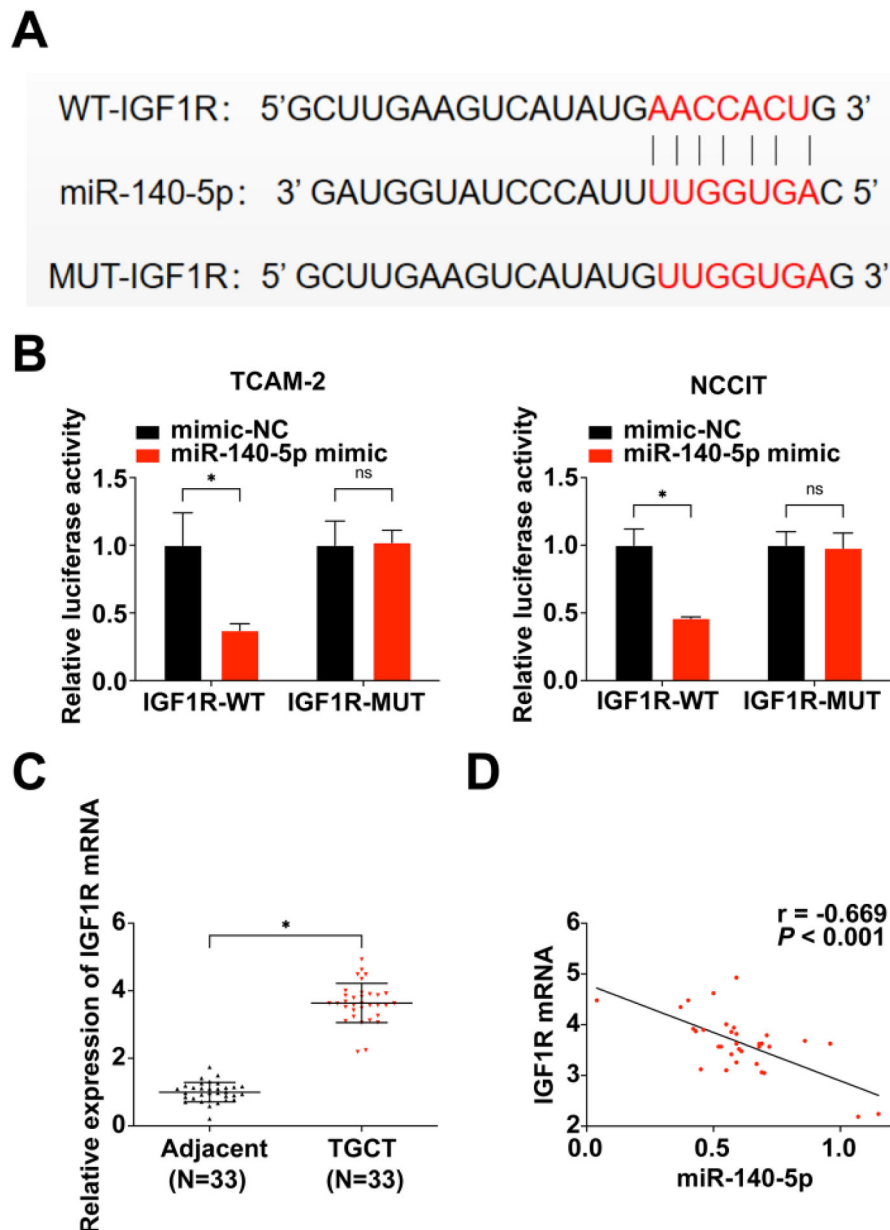 A
WT-IGF1R: 5'GCUUGAAGUCAUAUGAACCACUG 3'
miR-140-5p: 3' GAUGGUAUCCCAUUUUGGUGAC 5'
MUT-IGF1R: 5' GCUUGAAGUCAUAUGUUGGUGAG 3'
B
TCAM-2
mimic-NC
miR-140-5p mimic
Relative luciferase activity
1.5
1.0
0.5
0.0
*
ns
IGF1R-WT
IGF1R-MUT
NCCIT
mimic-NC
miR-140-5p mimic
Relative luciferase activity
1.5
1.0
0.5
0.0
*
ns
IGF1R-WT
IGF1R-MUT
C
Relative expression of IGF1R mRNA
6
4
2
0
*
Adjacent
(N=33)
TGCT
(N=33)
D
r = -0.669
P < 0.001
IGF1R mRNA
6
5
4
3
2
0.0
0.5
1.0
miR-140-5p